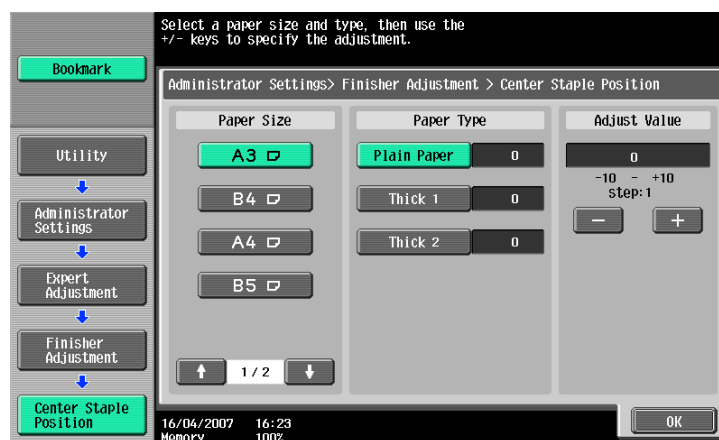 Select a paper size and type, then use the
+/- keys to specify the adjustment.
Bookmark
Administrator Settings> Finisher Adjustment > Center Staple Position
Paper Size
Paper Type
Adjust Value
Utility
Administrator
Settings
Expert
Adjustment
Finisher
Adjustment
Center Staple
Position
A3
B4
A4
B5
1/2
Plain Paper 0
Thick 1 0
Thick 2 0
0
-10 - +10
step:1
− +
OK
16/04/2007 16:23
Memory 100%